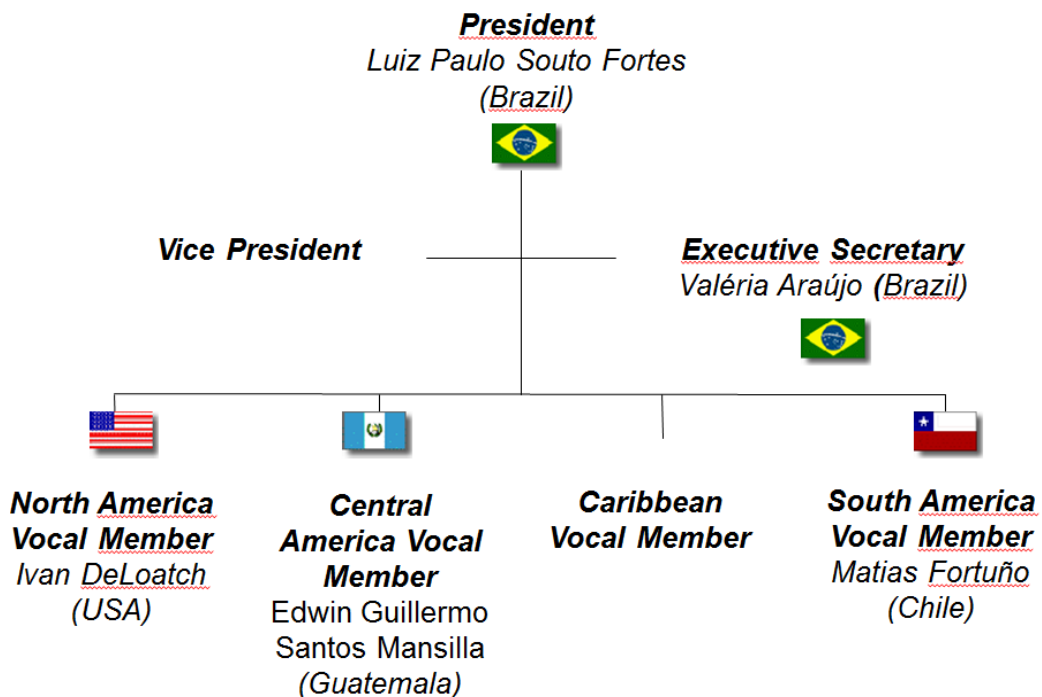 President
Luiz Paulo Souto Fortes
(Brazil)
Vice President
Executive Secretary
Valéria Araújo (Brazil)
North America
Vocal Member
Ivan DeLoatch
(USA)
Central
America Vocal
Member
Edwin Guillermo
Santos Mansilla
(Guatemala)
Caribbean
Vocal Member
South America
Vocal Member
Matias Fortuño
(Chile)